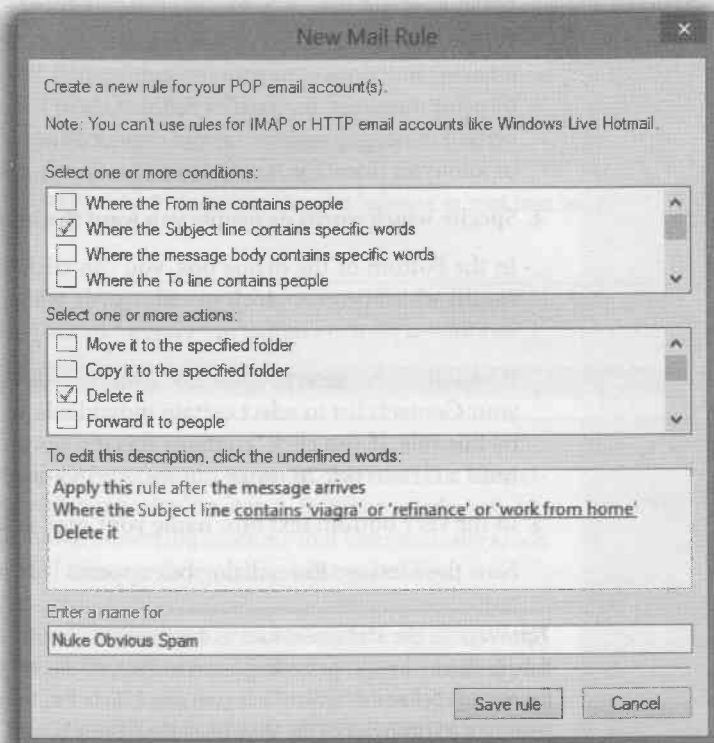 New Mail Rule
Create a new rule for your POP email account(s).
Note: You can't use rules for IMAP or HTTP email accounts like Windows Live Hotmail.
Select one or more conditions:
Where the From line contains people
Where the Subject line contains specific words
Where the message body contains specific words
Where the To line contains people
Select one or more actions:
Move it to the specified folder
Copy it to the specified folder
Delete it
Forward it to people
To edit this description, click the underlined words:
Apply this rule after the message arrives
Where the Subject line contains 'viagra' or 'refinance' or 'work from home'
Delete it
Enter a name for
Nuke Obvious Spam
Save rule
Cancel